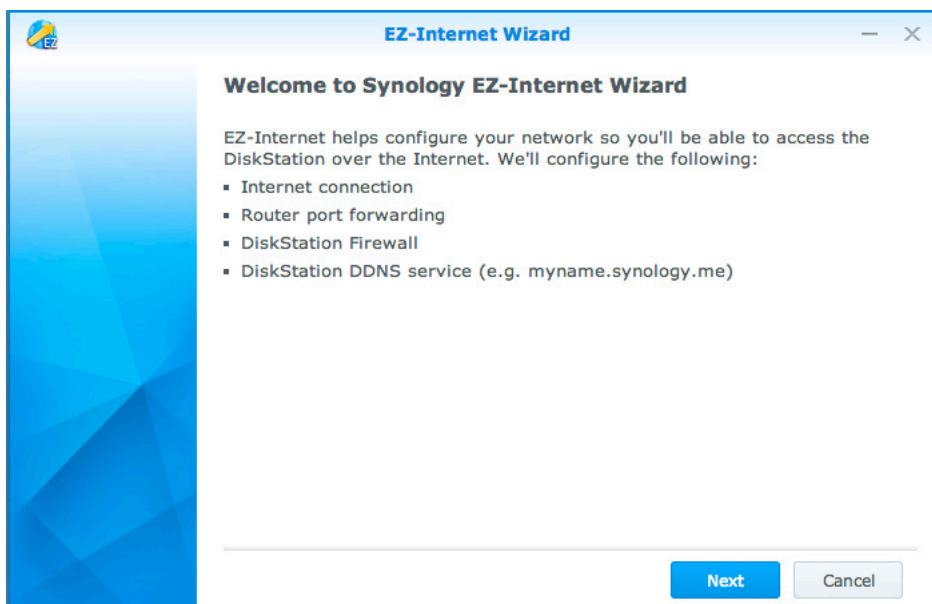 EZ
EZ-Internet Wizard
Welcome to Synology EZ-Internet Wizard
EZ-Internet helps configure your network so you'll be able to access the
DiskStation over the Internet. We'll configure the following:
▪ Internet connection
▪ Router port forwarding
▪ DiskStation Firewall
▪ DiskStation DDNS service (e.g. myname.synology.me)
Next
Cancel